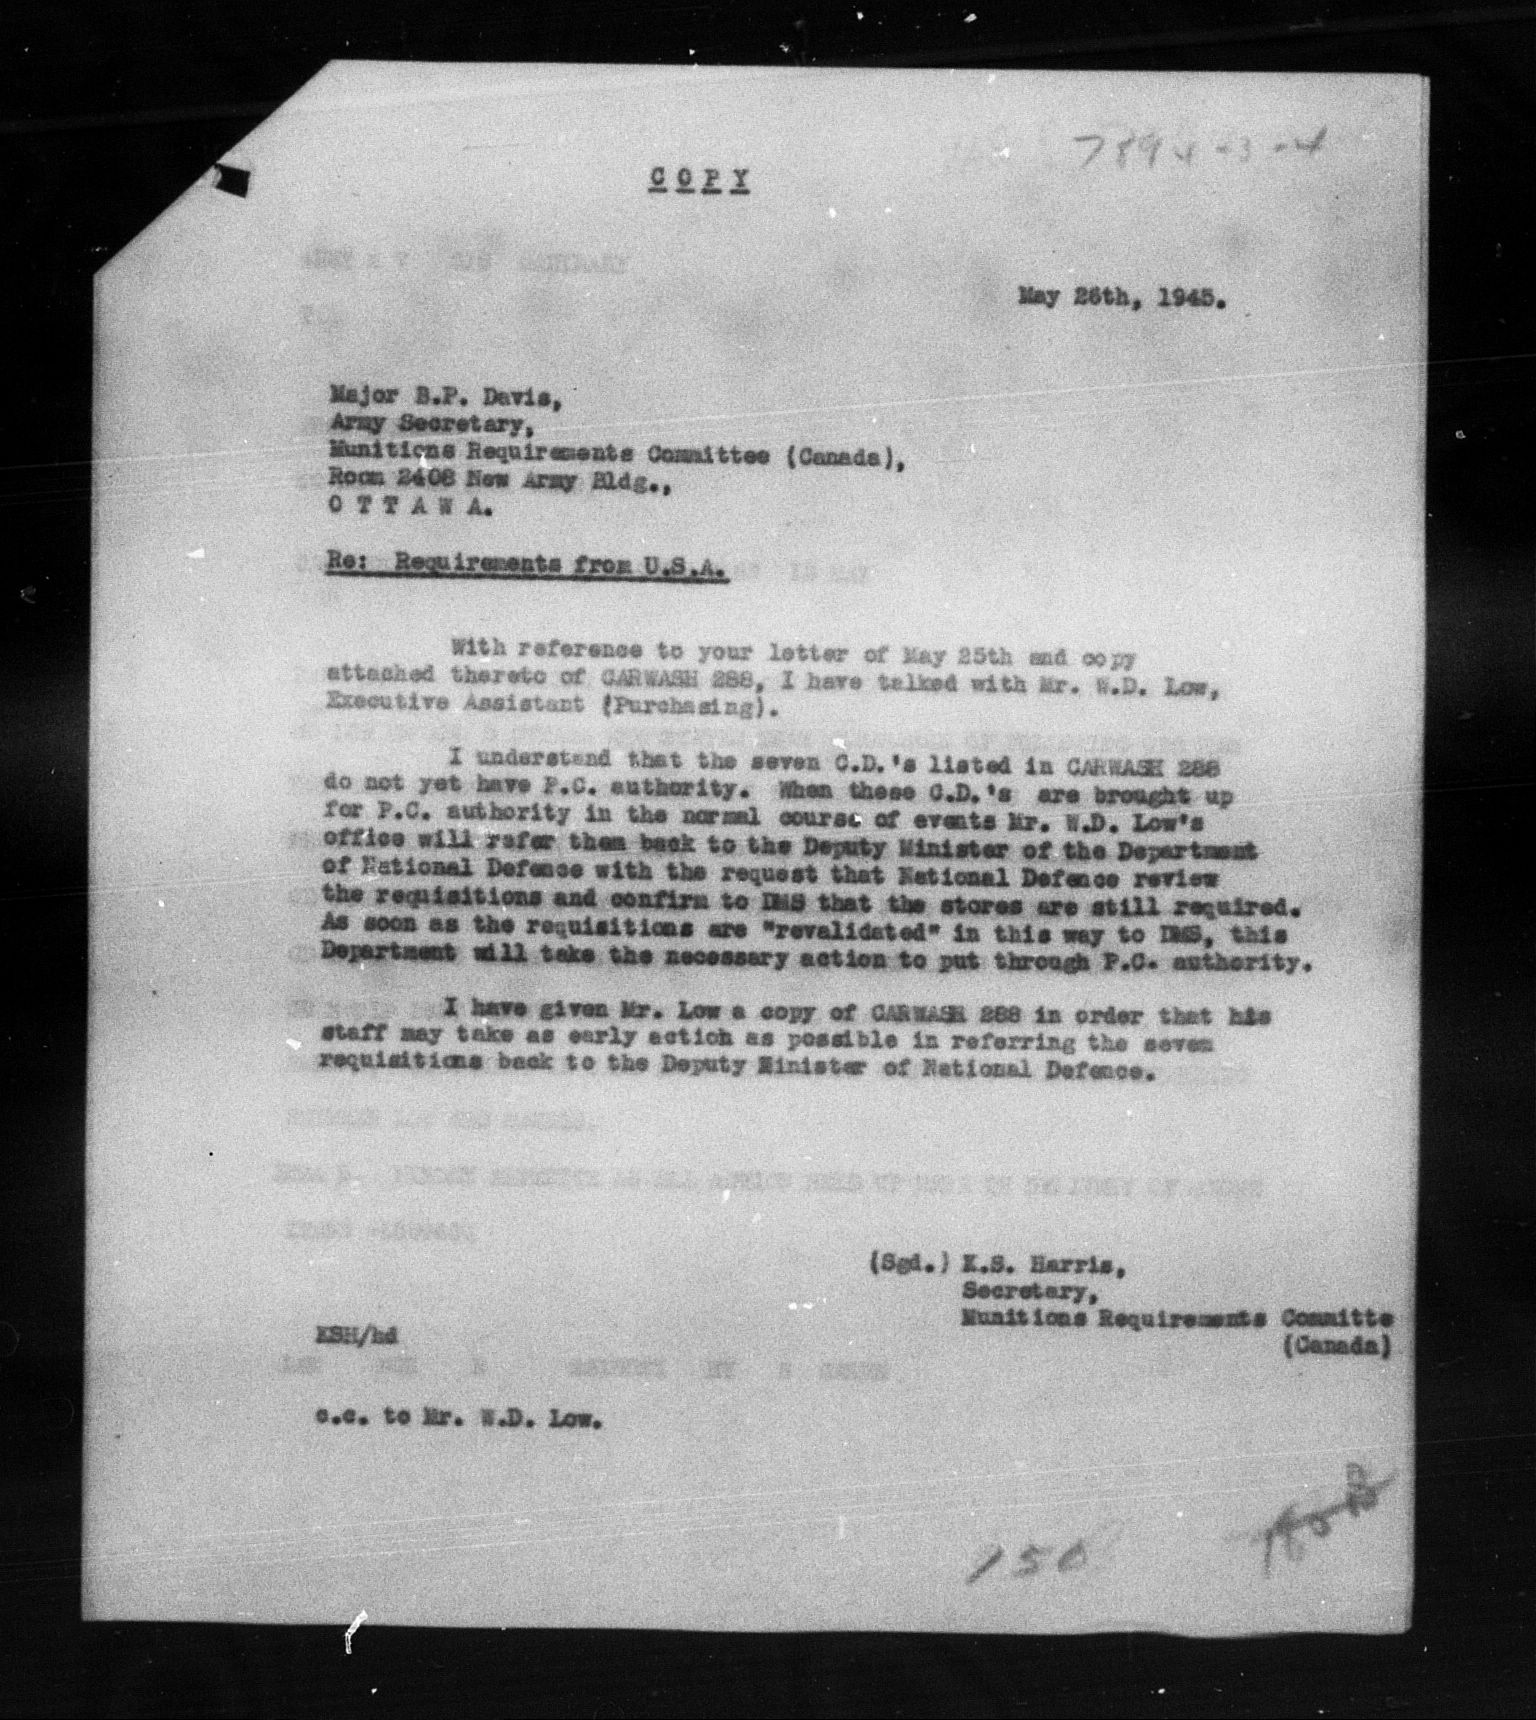 7894-3-4
C O P Y
May 26th, 1945.
Major B.P. Davis,
Army Secretary,
Munitions Requirements Committee (Canada),
Room 2408 New Army Bldg.,
O T T A W A.
Re: Requirements from U.S.A.
With reference to your letter of May 25th and copy
attached thereto of CARWASH 288, I have talked with Mr. W.D. Low,
Executive Assistant (Purchasing).
I understand that the seven C.D.'s listed in CARWASH 288
do not yet have P.C. authority. When these C.D.'s are brought up
for P.C. authority in the normal course of events Mr. W.D. Low's
office will refer them back to the Deputy Minister of the Department
of National Defence with the request that National Defence review
the requisitions and confirm to DMS that the stores are still required.
As soon as the requisitions are "revalidated" in this way to DMS, this
Department will take the necessary action to put through P.C. authority.
I have given Mr. Low a copy of CARWASH 288 in order that his
staff may take as early action as possible in referring the seven
requisitions back to the Deputy Minister of National Defence.
(Sgd.) K.S. Harris,
Secretary,
Munitions Requirements Committe
(Canada)
KSH/hd
c.c. to Mr. W.D. Low.
150